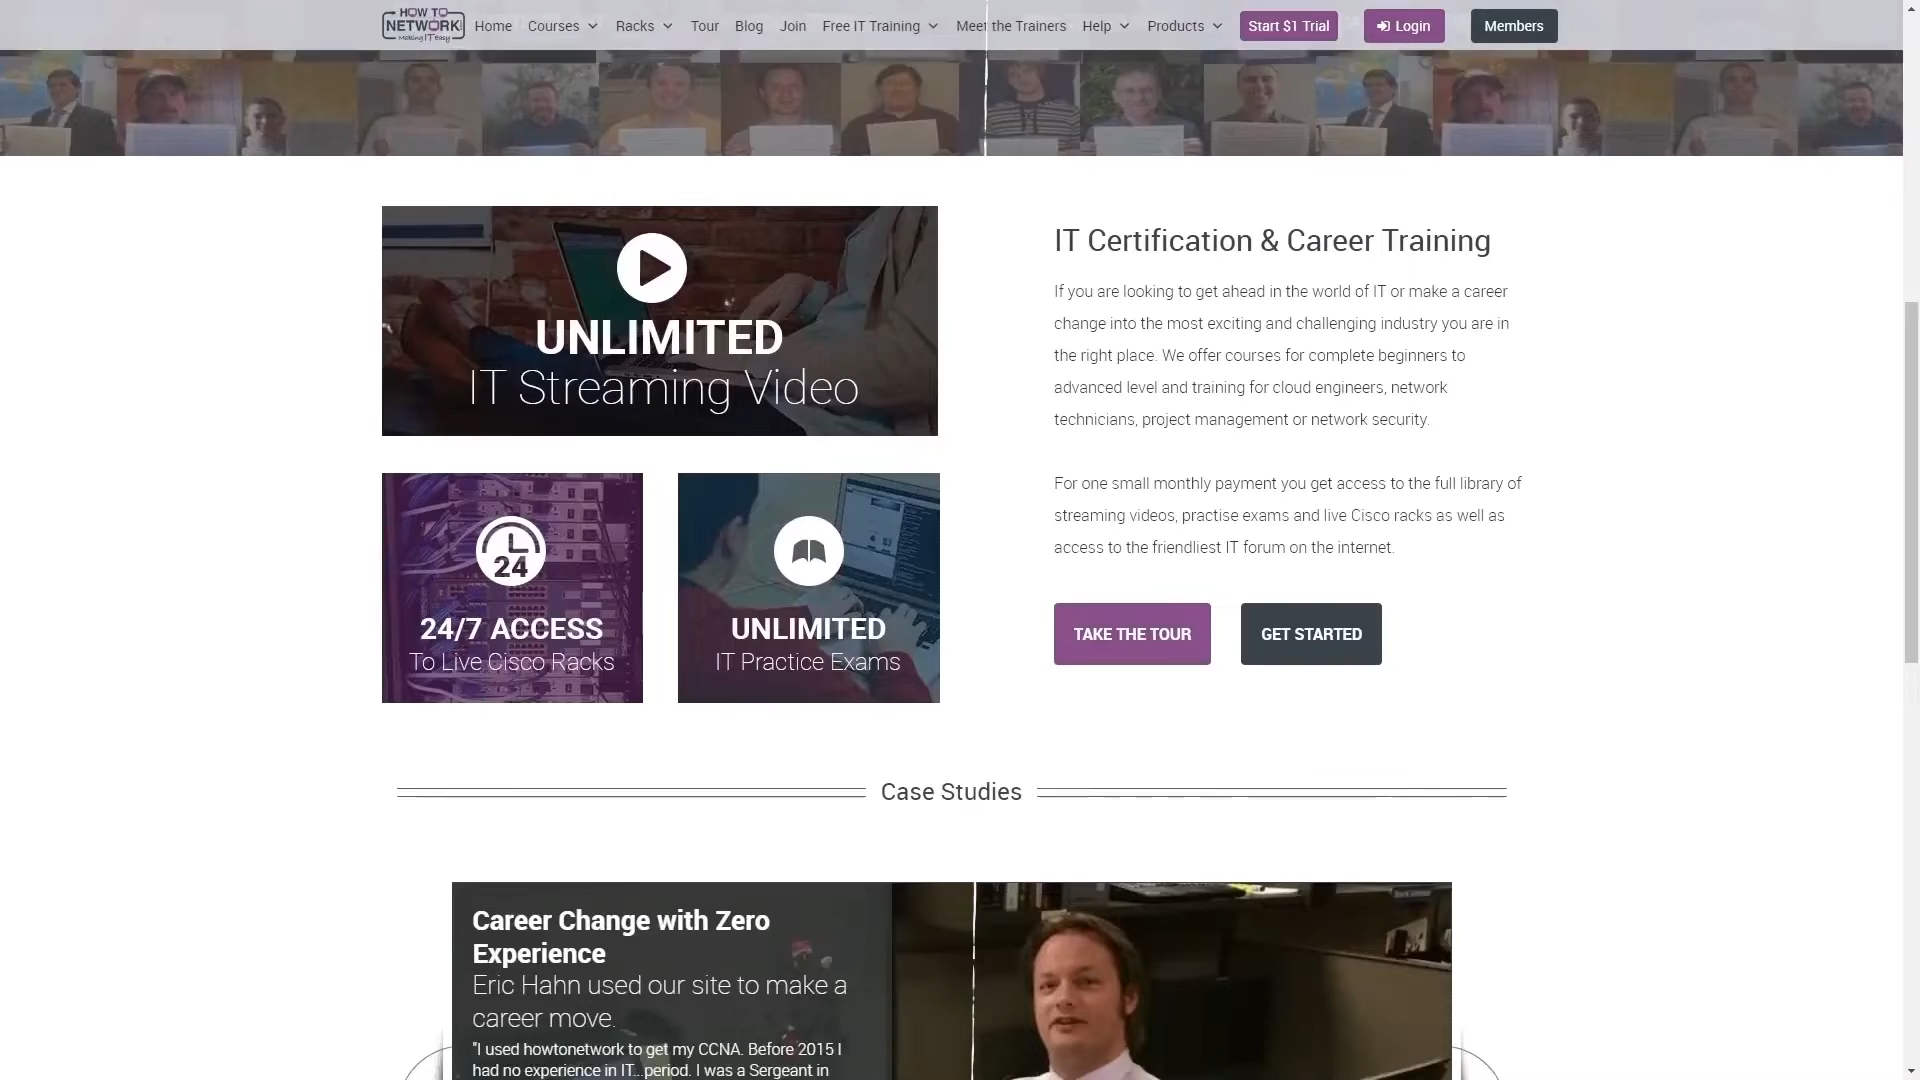 HOW TO
NETWORK
Making IT Easy
Home Courses Racks Tour Blog Join Free IT Training Meet the Trainers Help Products Start $1 Trial Login Members
UNLIMITED
IT Streaming Video
24
24/7 ACCESS
To Live Cisco Racks
UNLIMITED
IT Practice Exams
IT Certification & Career Training
If you are looking to get ahead in the world of IT or make a career
change into the most exciting and challenging industry you are in
the right place. We offer courses for complete beginners to
advanced level and training for cloud engineers, network
technicians, project management or network security.
For one small monthly payment you get access to the full library of
streaming videos, practise exams and live Cisco racks as well as
access to the friendliest IT forum on the internet.
TAKE THE TOUR
GET STARTED
Case Studies
Career Change with Zero
Experience
Eric Hahn used our site to make a
career move.
"I used howtonetwork to get my CCNA. Before 2015 I
had no experience in IT...period. I was a Sergeant in